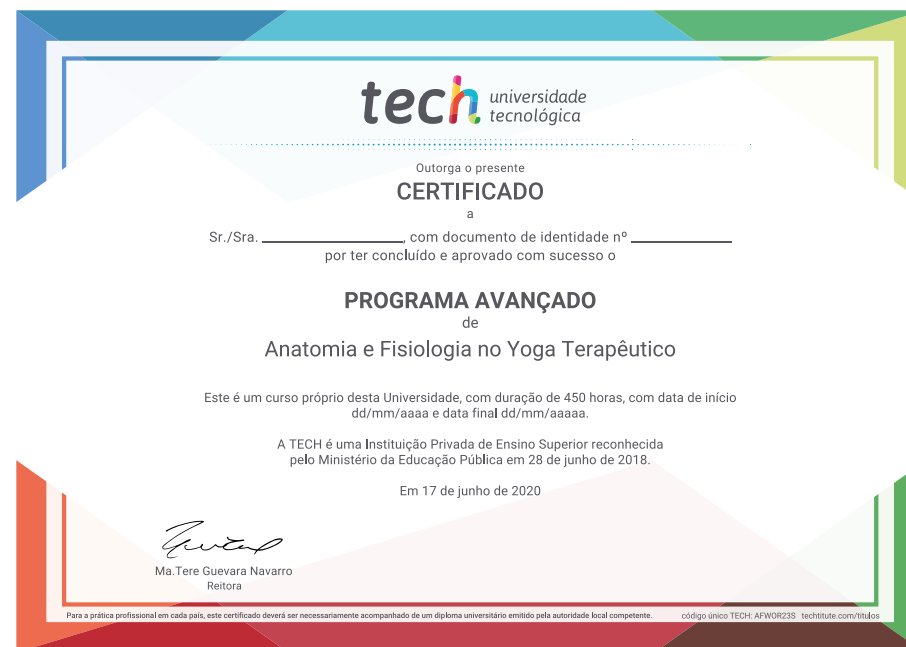 tech universidade
tecnológica
Outorga o presente
CERTIFICADO
a
Sr./Sra. ____________, com documento de identidade nº ____________
por ter concluído e aprovado com sucesso o
PROGRAMA AVANÇADO
de
Anatomia e Fisiologia no Yoga Terapêutico
Este é um curso próprio desta Universidade, com duração de 450 horas, com data de início
dd/mm/aaaa e data final dd/mm/aaaaa.
A TECH é uma Instituição Privada de Ensino Superior reconhecida
pelo Ministério da Educação Pública em 28 de junho de 2018.
Em 17 de junho de 2020
Ma.Tere Guevara Navarro
Reitora
Para a prática profissional em cada país, este certificado deverá ser necessariamente acompanhado de um diploma universitário emitido pela autoridade local competente. código único TECH: AFWOR23S techtitute.com/titulos